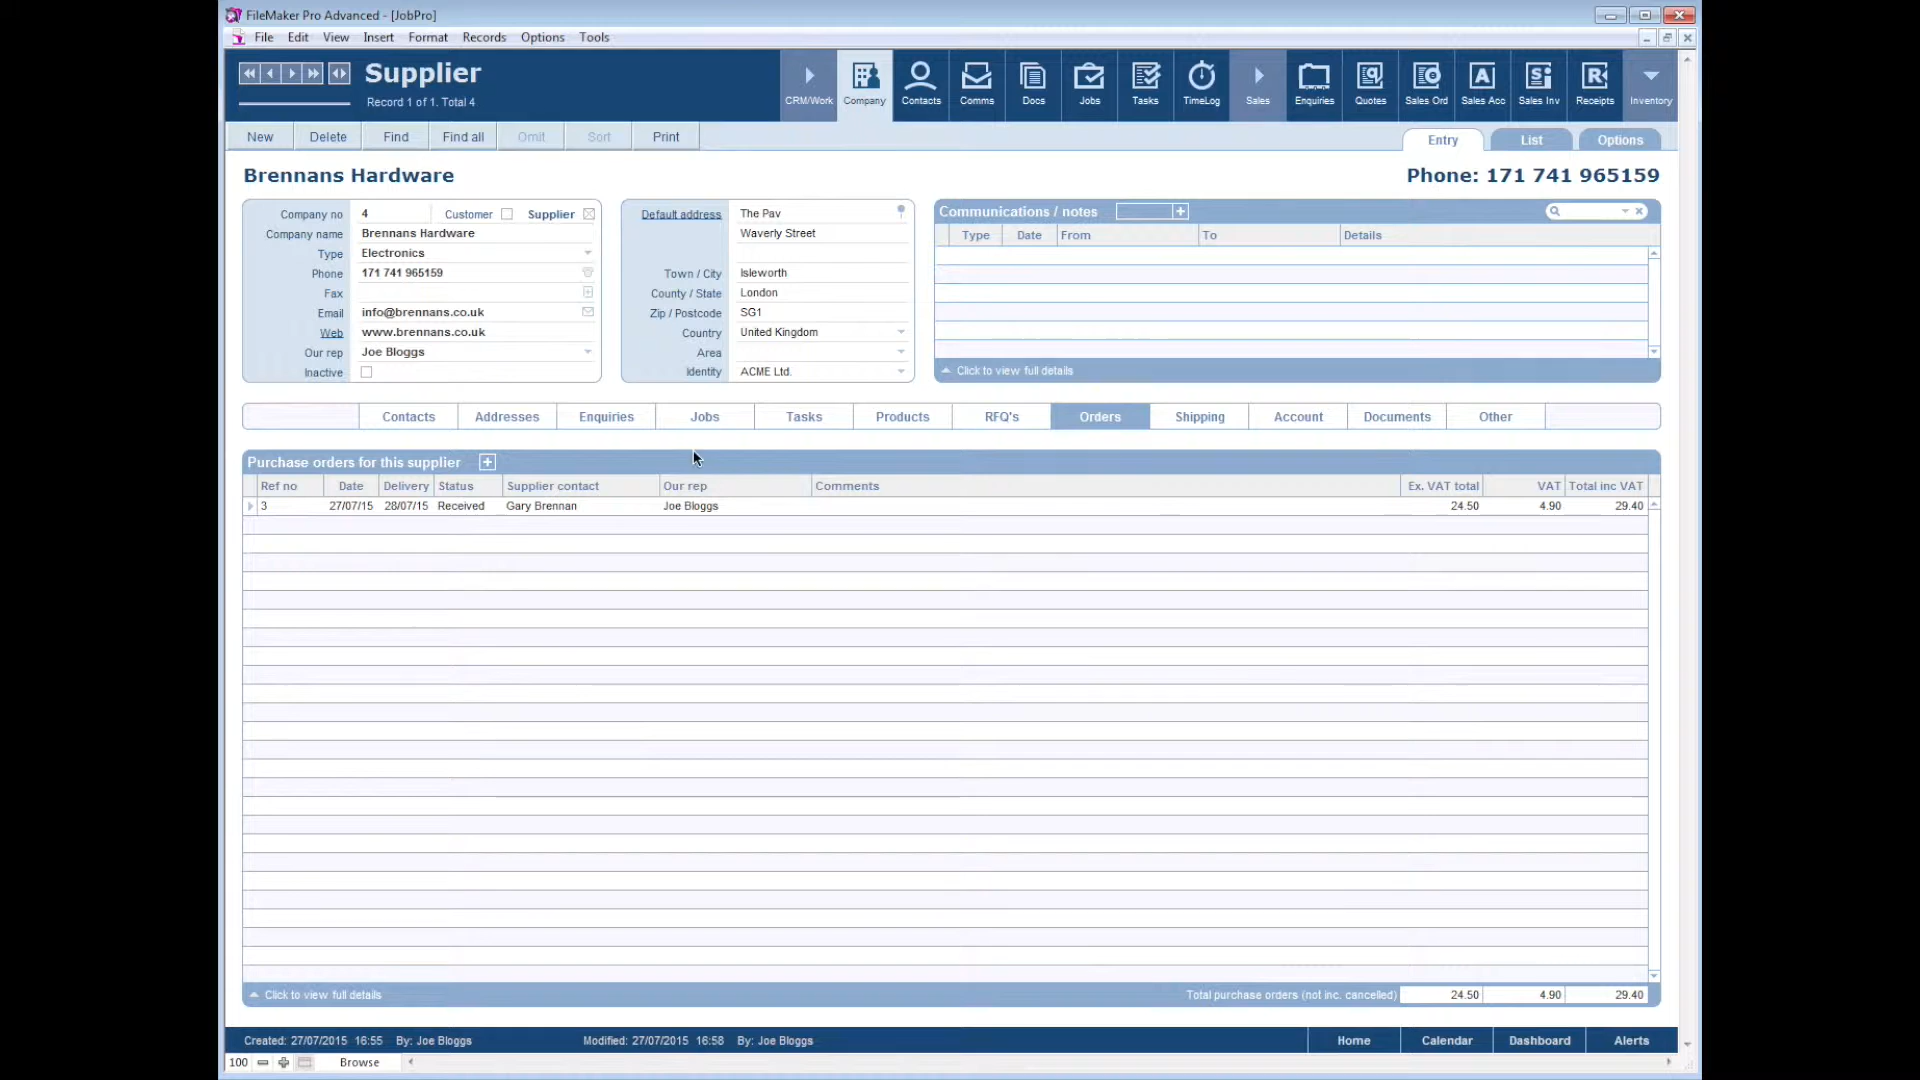 FileMaker Pro Advanced - [JobPro]
File Edit View Insert Format Records Options Tools
Supplier
Record 1 of 1. Total 4
CRM/Work Company Contacts Comms Docs Jobs Tasks TimeLog Sales Enquiries Quotes Sales Ord Sales Acc Sales Inv Receipts Inventory
New Delete Find Find all Omit Sort Print Entry List Options
Brennans Hardware Phone: 171 741 965159
Company no 4 Customer Supplier
Company name Brennans Hardware
Type Electronics
Phone 171 741 965159
Fax
Email info@brennans.co.uk
Web www.brennans.co.uk
Our rep Joe Bloggs
Inactive
Default address The Pav
Waverly Street
Town / City Isleworth
County / State London
Zip / Postcode SG1
Country United Kingdom
Area
Identity ACME Ltd.
Communications / notes
Type Date From To Details
Click to view full details
Contacts Addresses Enquiries Jobs Tasks Products RFQ's Orders Shipping Account Documents Other
Purchase orders for this supplier
Ref no Date Delivery Status Supplier contact Our rep Comments Ex. VAT total VAT Total inc VAT
3 27/07/15 28/07/15 Received Gary Brennan Joe Bloggs 24.50 4.90 29.40
Click to view full details Total purchase orders (not inc. cancelled) 24.50 4.90 29.40
Created: 27/07/2015 16:55 By: Joe Bloggs Modified: 27/07/2015 16:58 By: Joe Bloggs Home Calendar Dashboard Alerts
100 Browse